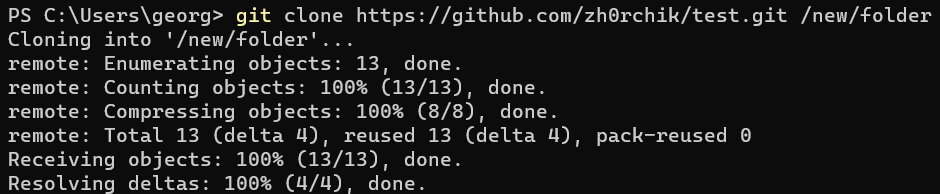 PS C:\Users\georg> git clone https://github.com/zh0rchik/test.git /new/folder
Cloning into '/new/folder'...
remote: Enumerating objects: 13, done.
remote: Counting objects: 100% (13/13), done.
remote: Compressing objects: 100% (8/8), done.
remote: Total 13 (delta 4), reused 13 (delta 4), pack-reused 0
Receiving objects: 100% (13/13), done.
Resolving deltas: 100% (4/4), done.